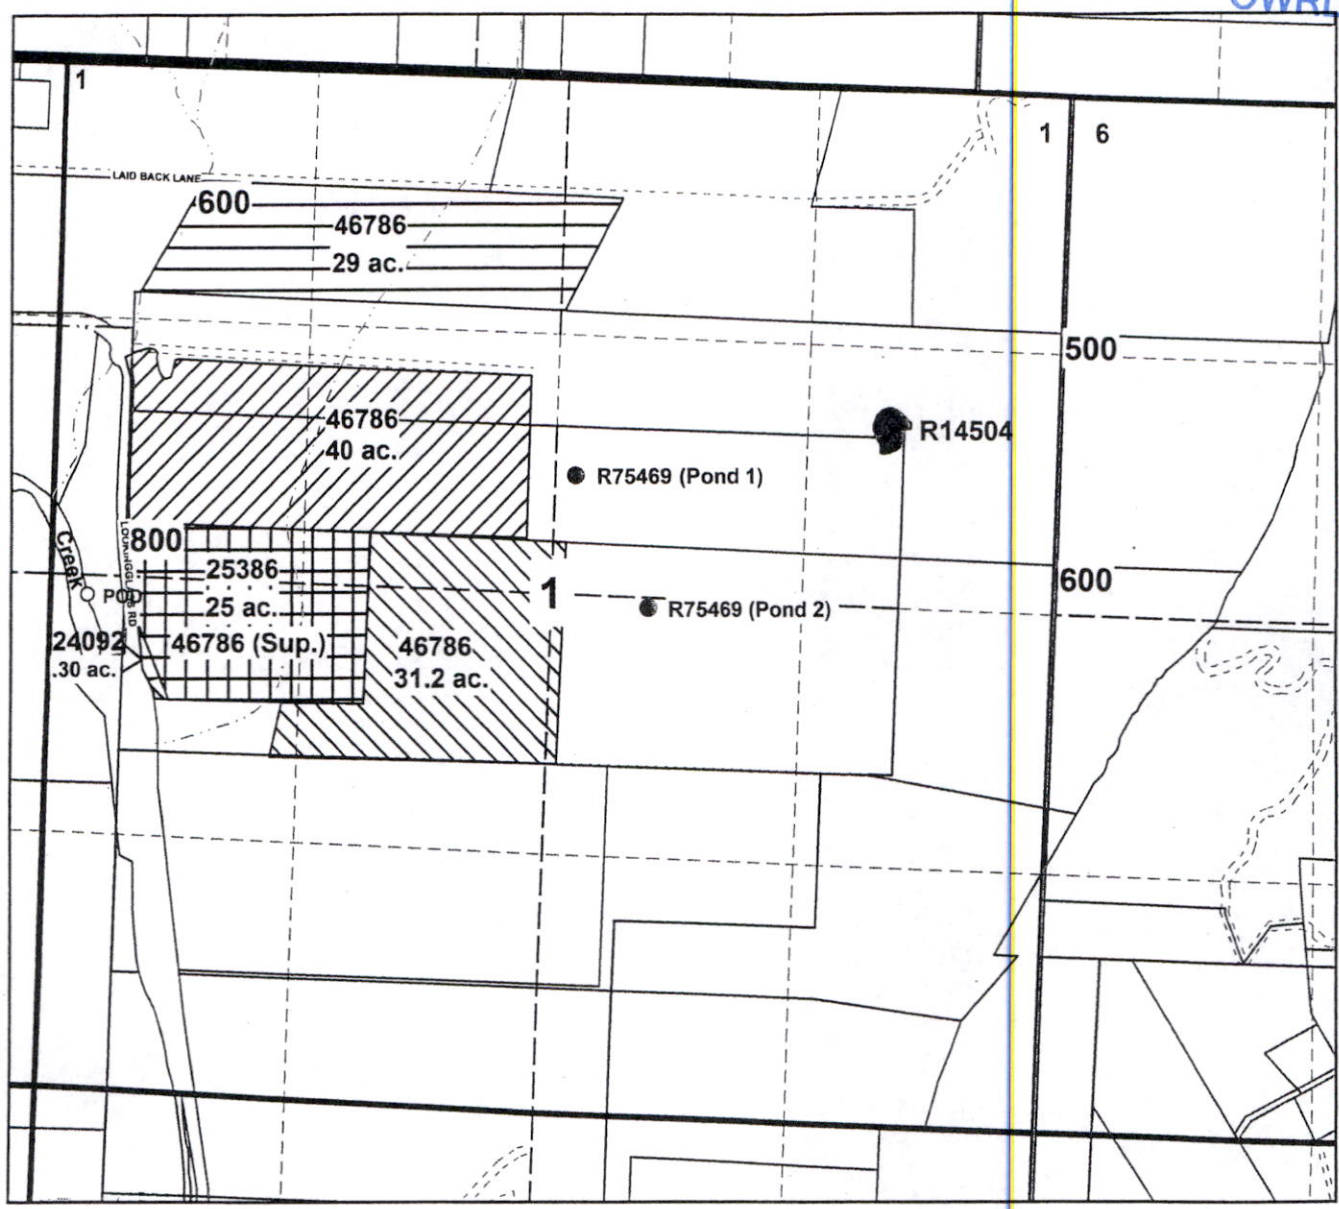 1
1 6
LAID BACK LANE
600
46786
29 ac.
500
46786
40 ac.
R14504
R75469 (Pond 1)
800
25386
25 ac.
46786 (Sup.)
Creek
POD
1
600
R75469 (Pond 2)
24092
.30 ac.
46786
31.2 ac.